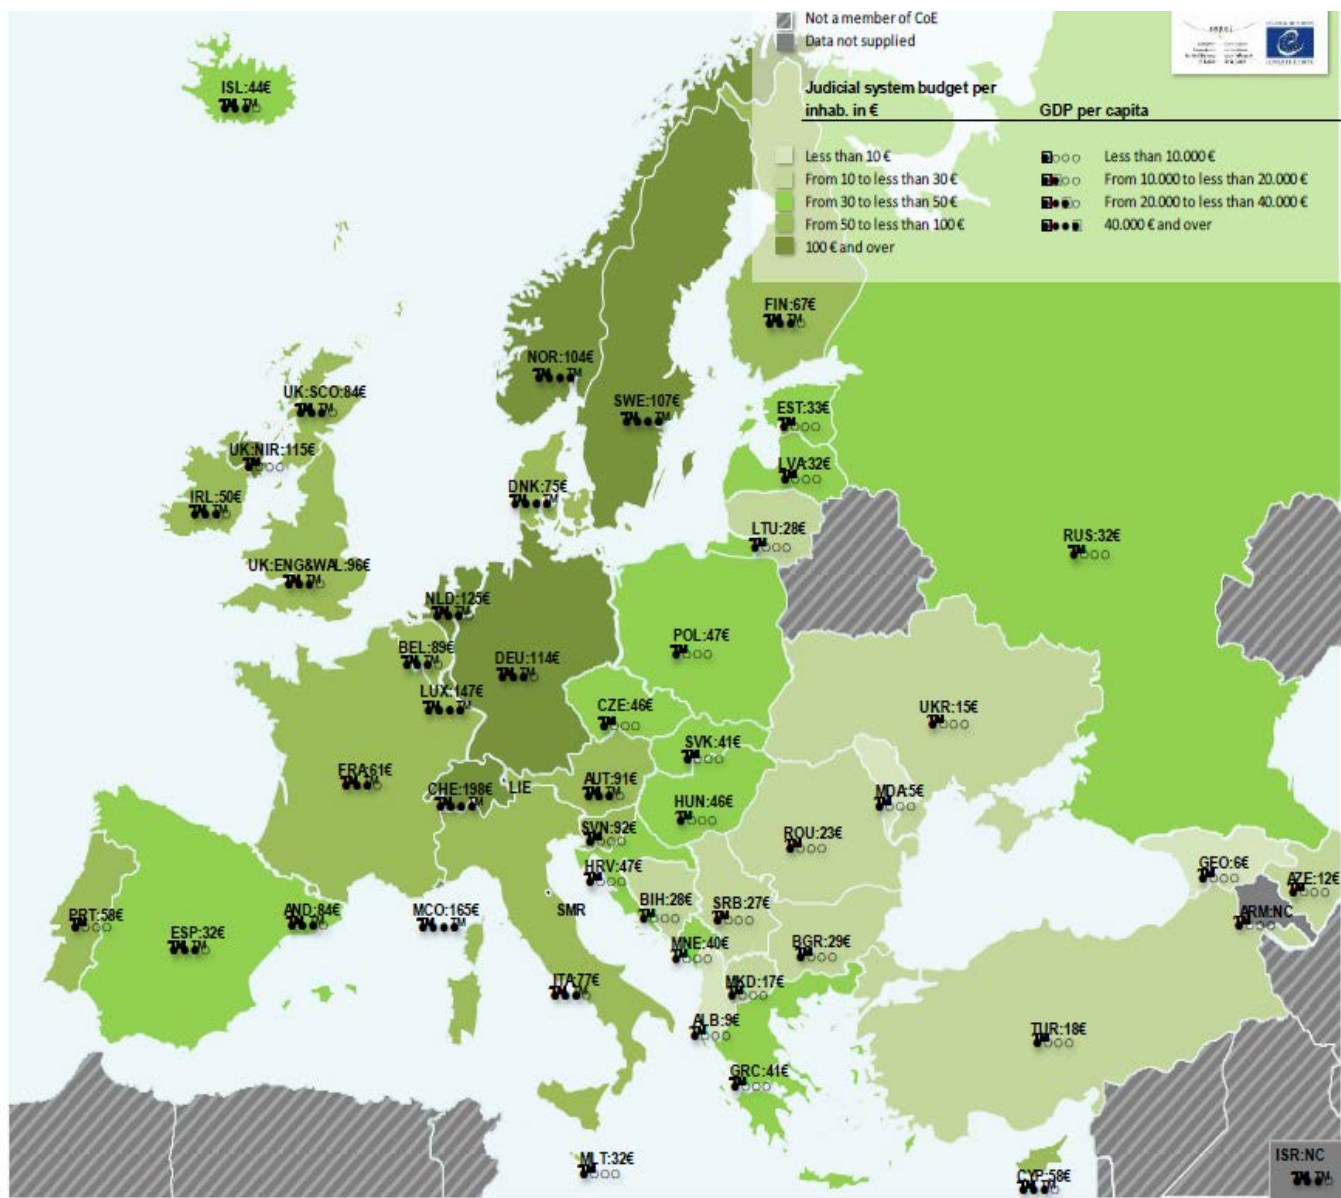 Not a member of CoE
Data not supplied
Judicial system budget per
inhab. in €
GDP per capita
Less than 10 €
Less than 10.000 €
From 10 to less than 30 €
From 10.000 to less than 20.000 €
From 30 to less than 50 €
From 20.000 to less than 40.000 €
From 50 to less than 100 €
40.000 € and over
100 € and over
ISL:44€
FIN:67€
NOR:104€
UK:SCO:84€
SWE:107€
EST:33€
UK:NIR:115€
LVA:32€
IRL:50€
DNK:75€
LTU:28€
RUS:32€
UK:ENG&WAL:96€
NLD:125€
POL:47€
BEL:89€
DEU:114€
LUX:147€
CZE:46€
UKR:15€
SVK:41€
FRA:61€
CHE:198€
LIE
AUT:91€
MDA:5€
HUN:46€
SVN:92€
ROU:23€
HRV:47€
GEO:6€
AZE:12€
BIH:28€
SRB:27€
PRT:58€
AND:84€
MCO:165€
SMR
ARM:NC
ESP:32€
MNE:40€
BGR:29€
ITA:77€
MKD:17€
ALB:9€
TUR:18€
GRC:41€
MLT:32€
ISR:NC
CYP:58€